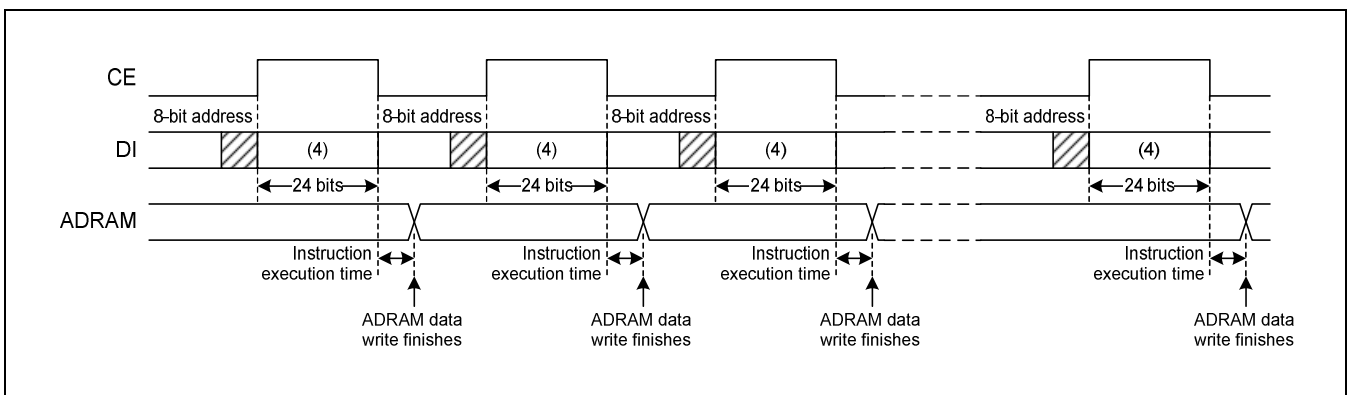 CE
8-bit address 8-bit address 8-bit address 8-bit address
DI (4) (4) (4) (4)
24 bits 24 bits 24 bits 24 bits
ADRAM
Instruction Instruction Instruction Instruction
execution time execution time execution time execution time
ADRAM data ADRAM data ADRAM data ADRAM data
write finishes write finishes write finishes write finishes